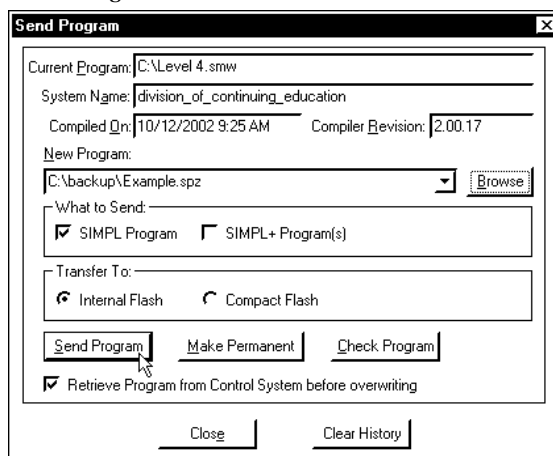 Send Program
Current Program: C:\Level 4.smw
System Name: division_of_continuing_education
Compiled On: 10/12/2002 9:25 AM Compiler Revision: 2.00.17
New Program:
C:\backup\Example.spz Browse
What to Send:
SIMPL Program SIMPL+ Program(s)
Transfer To:
Internal Flash Compact Flash
Send Program Make Permanent Check Program
Retrieve Program from Control System before overwriting
Close Clear History